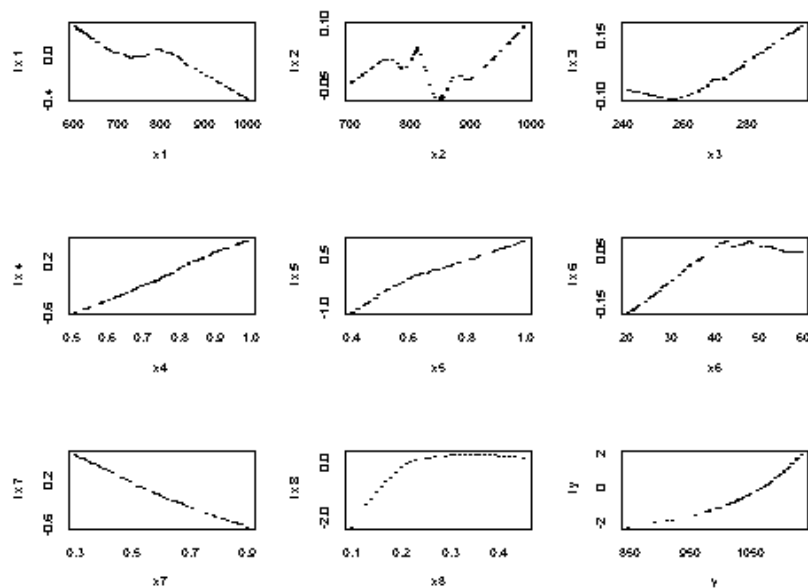 lx1
-0.4 0.0
600 700 800 900 1000
x1
lx2
-0.05 0.10
700 800 900 1000
x2
lx3
-0.10 0.15
240 260 280
x3
lx4
-0.6 0.2
0.5 0.6 0.7 0.8 0.9 1.0
x4
lx5
-1.0 0.5
0.4 0.6 0.8 1.0
x5
lx6
-0.15 0.05
20 30 40 50 60
x6
lx7
-0.6 0.2
0.3 0.5 0.7 0.9
x7
lx8
-2.0 0.0
0.1 0.2 0.3 0.4
x8
ly
-2 0 2
850 950 1050
y